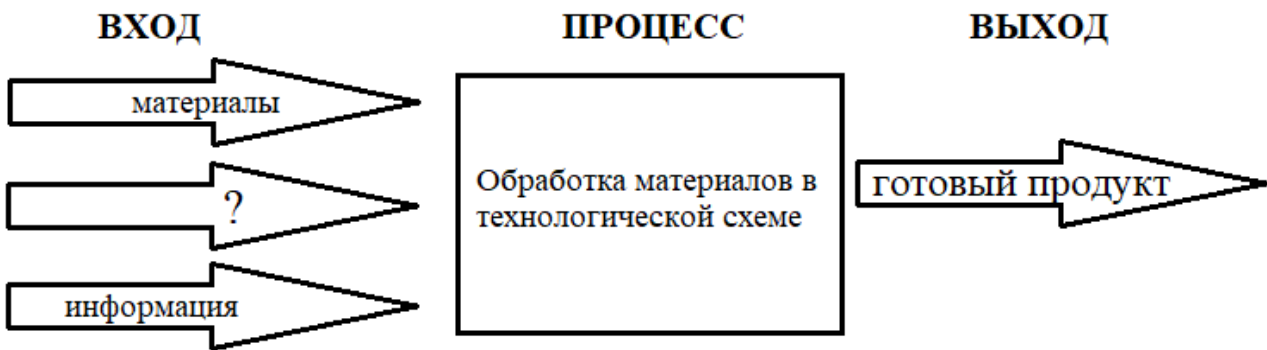 ВХОД
ПРОЦЕСС
ВЫХОД
материалы
?
информация
Обработка материалов в
технологической схеме
готовый продукт